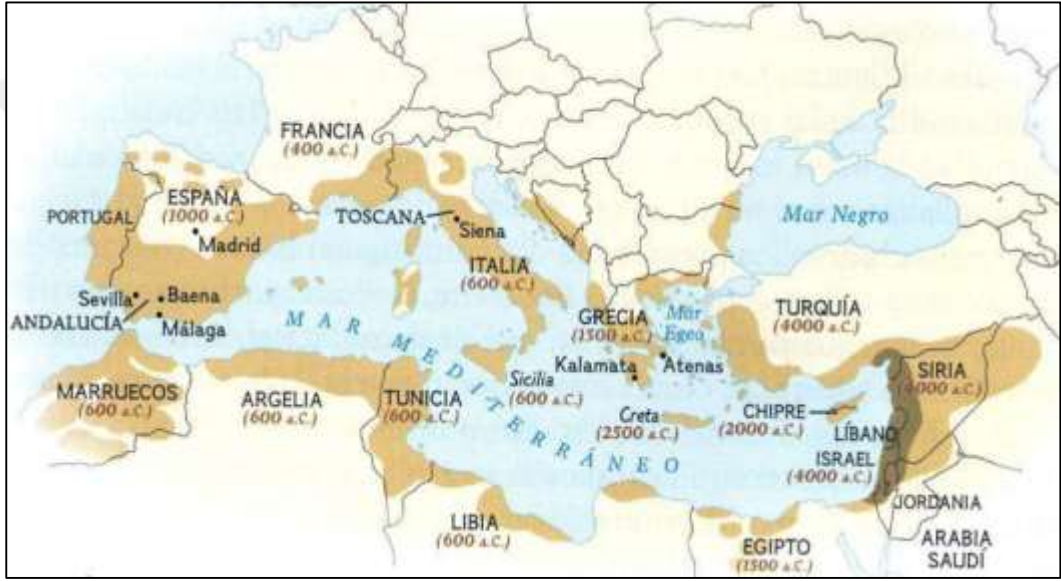 FRANCIA
(400 a.C.)
ESPAÑA
(1000 a.C.)
PORTUGAL
Madrid
TOSCANA
Siena
Mar Negro
ITALIA
(600 a.C.)
Sevilla
Baena
ANDALUCÍA
Málaga
MAR MEDITERRÁNEO
GRECIA
(1500 a.C.)
Mar
Egeo
TURQUÍA
(4000 a.C.)
Kalamata
Atenas
MARRUECOS
(600 a.C.)
ARGELIA
(600 a.C.)
TUNICIA
(600 a.C.)
Sicilia
(600 a.C.)
Creta
(2500 a.C.)
CHIPRE
(2000 a.C.)
SIRIA
(4000 a.C.)
LÍBANO
ISRAEL
(4000 a.C.)
JORDANIA
LIBIA
(600 a.C.)
EGIPTO
(1500 a.C.)
ARABIA
SAUDÍ